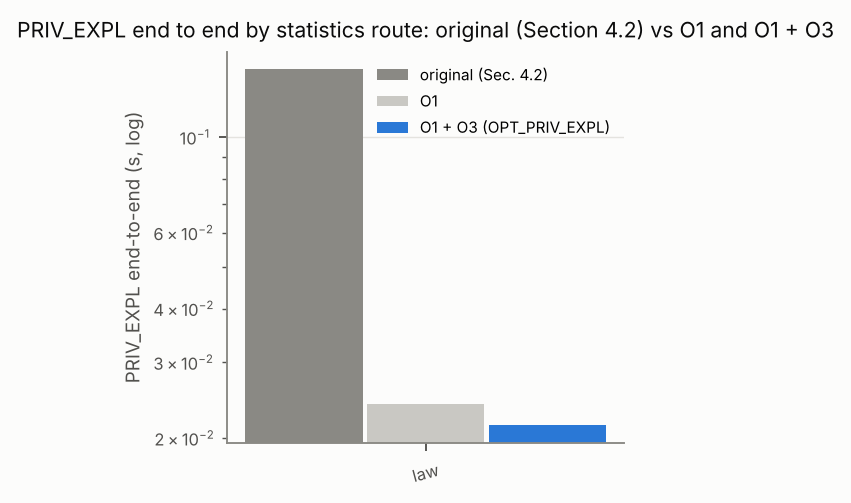 PRIV_EXPL end to end by statistics route: original (Section 4.2) vs O1 and O1 + O3
original (Sec. 4.2)
O1
O1 + O3 (OPT_PRIV_EXPL)
PRIV_EXPL end-to-end (s, log)
10⁻¹
6 × 10⁻²
4 × 10⁻²
3 × 10⁻²
2 × 10⁻²
law